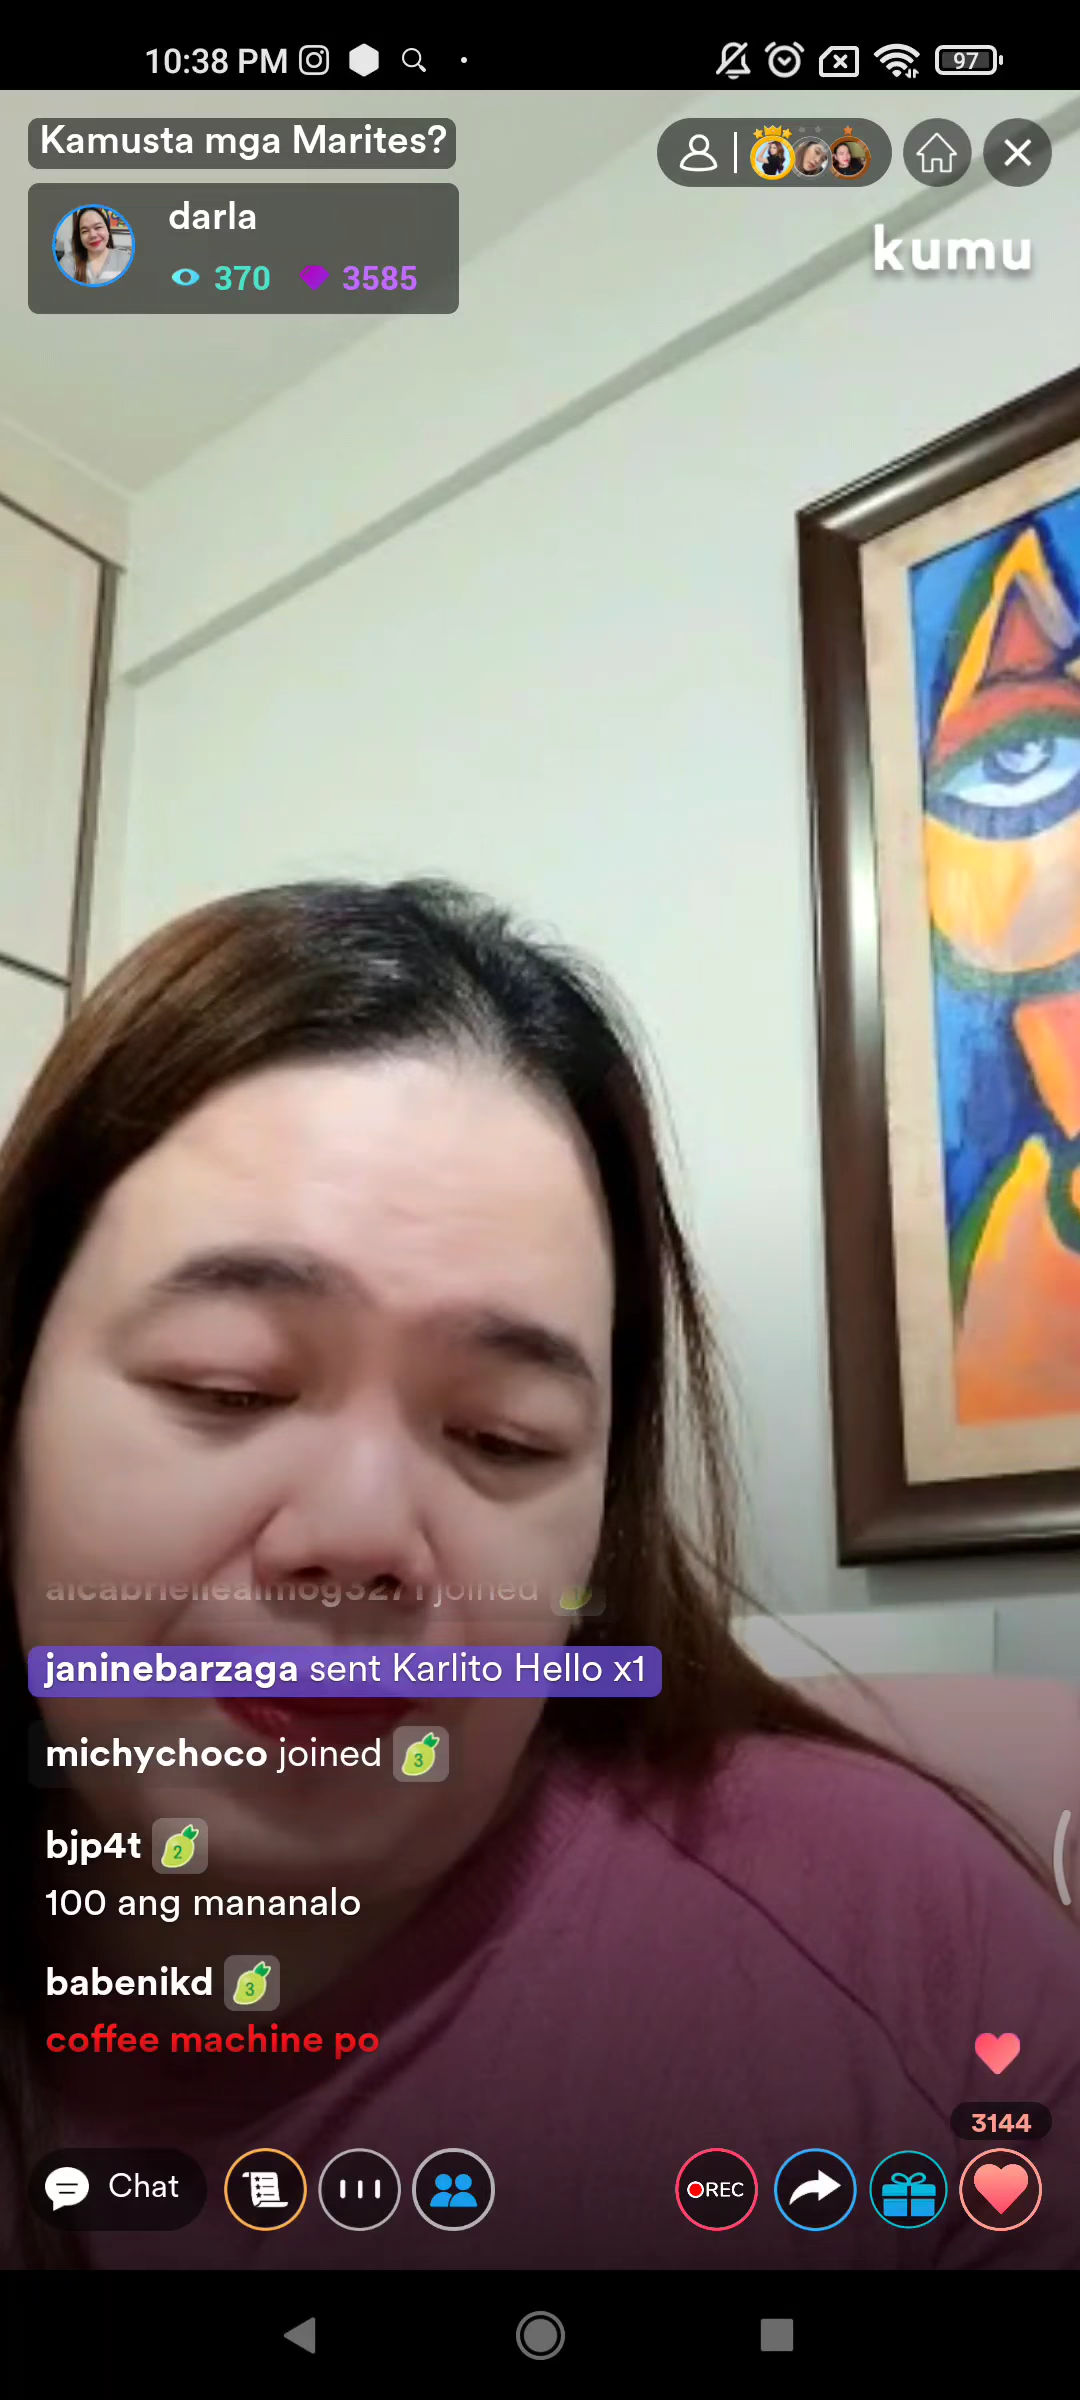 10:38 PM
97
Kamusta mga Marites?
darla
370 3585
kumu
joined
janinebarzaga sent Karlito Hello x1
michychoco joined 3
bjp4t 2
100 ang mananalo
babenikd 3
coffee machine po
3144
Chat
REC